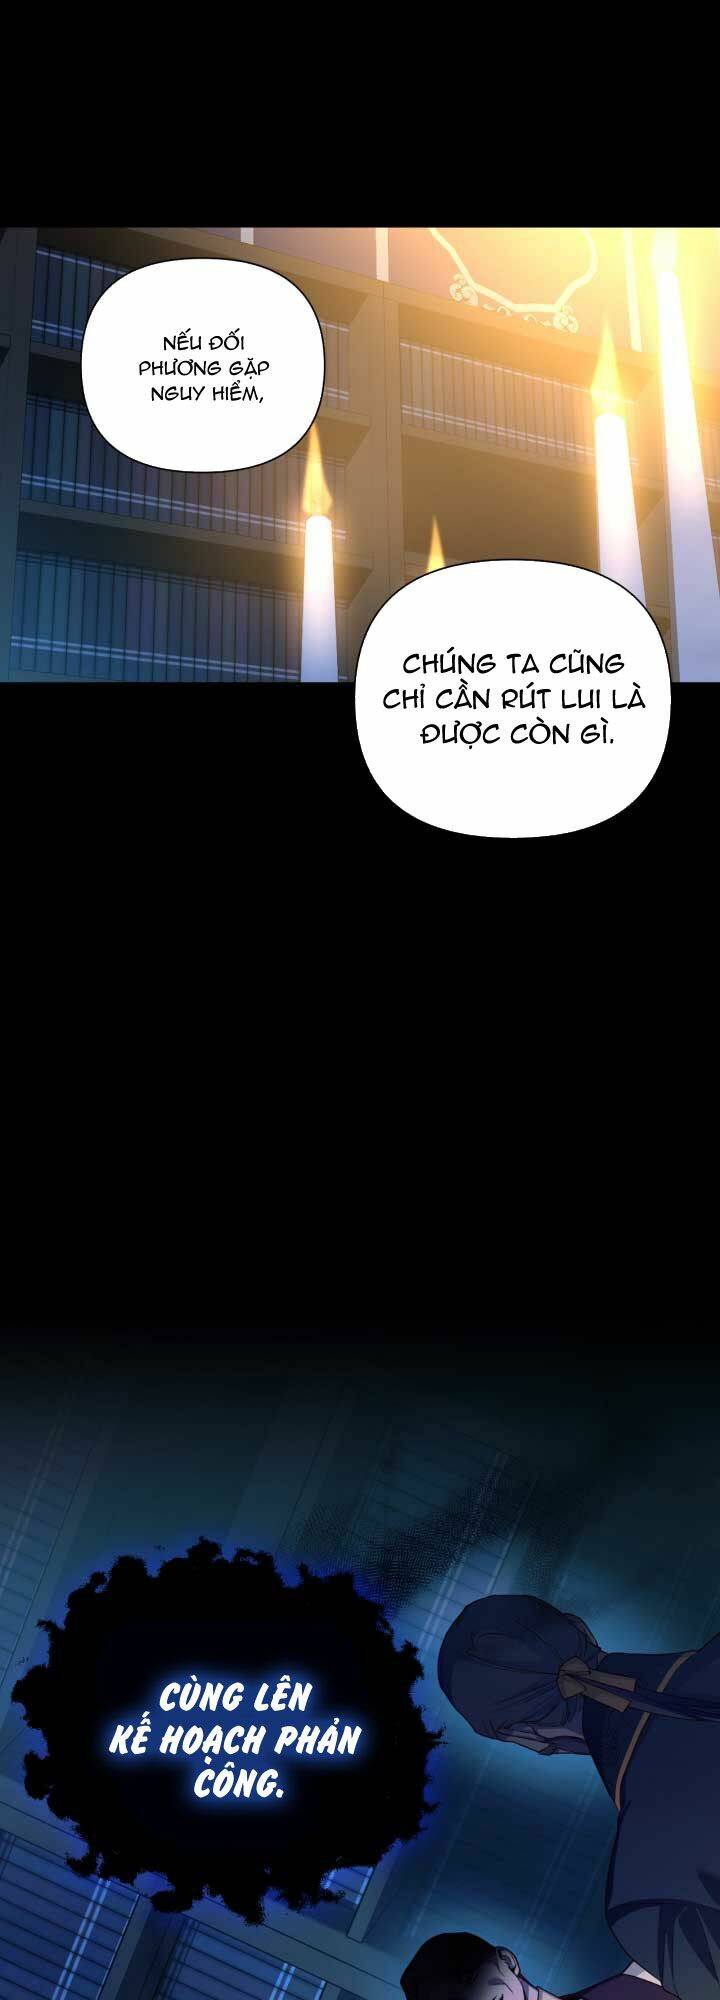 NẾU ĐỐI
PHƯƠNG GẶP
NGUY HIỂM,
CHÚNG TA CŨNG
CHỈ CẦN RÚT LUI LÀ
ĐƯỢC CÒN GÌ.
CÙNG LÊN
KẾ HOẠCH PHẢN
CÔNG.